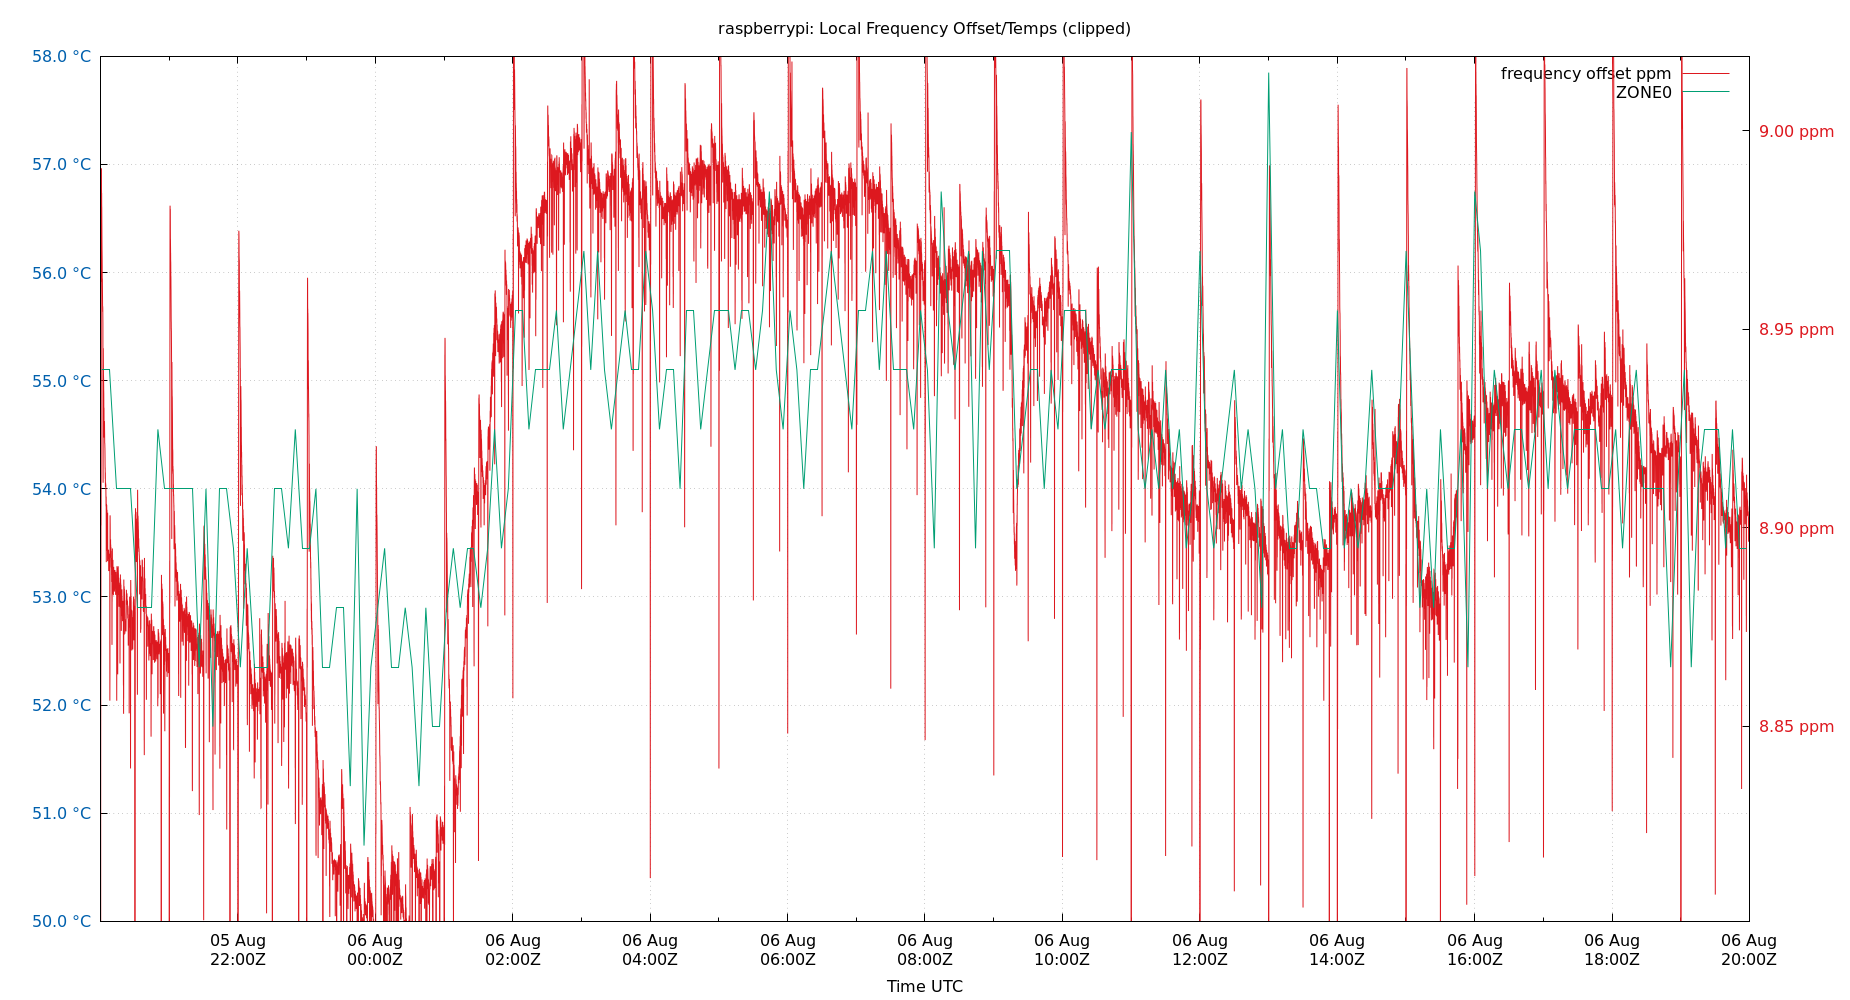 raspberrypi: Local Frequency Offset/Temps (clipped)
58.0 °C
57.0 °C
56.0 °C
55.0 °C
54.0 °C
53.0 °C
52.0 °C
51.0 °C
50.0 °C
frequency offset ppm
ZONE0
9.00 ppm
8.95 ppm
8.90 ppm
8.85 ppm
05 Aug 06 Aug 06 Aug 06 Aug 06 Aug 06 Aug 06 Aug 06 Aug 06 Aug 06 Aug 06 Aug 06 Aug
22:00Z 00:00Z 02:00Z 04:00Z 06:00Z 08:00Z 10:00Z 12:00Z 14:00Z 16:00Z 18:00Z 20:00Z
Time UTC